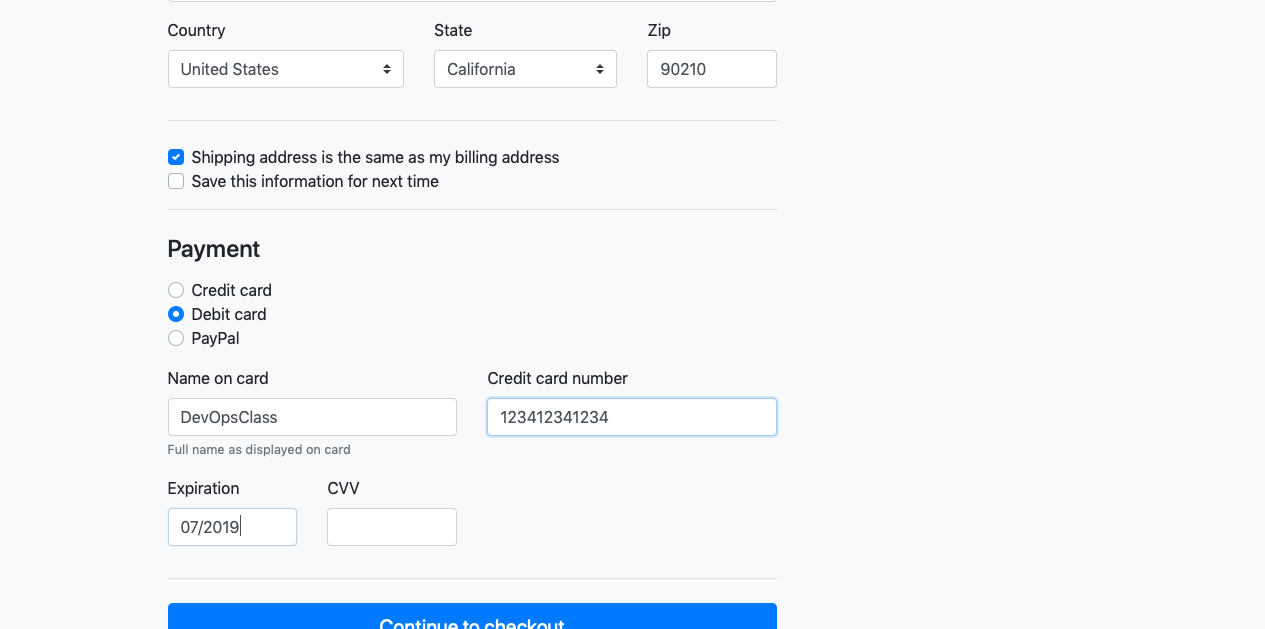 Country State Zip
United States California 90210
Shipping address is the same as my billing address
Save this information for next time
Payment
Credit card
Debit card
PayPal
Name on card Credit card number
DevOpsClass 123412341234
Full name as displayed on card
Expiration CVV
07/2019
Continue to checkout